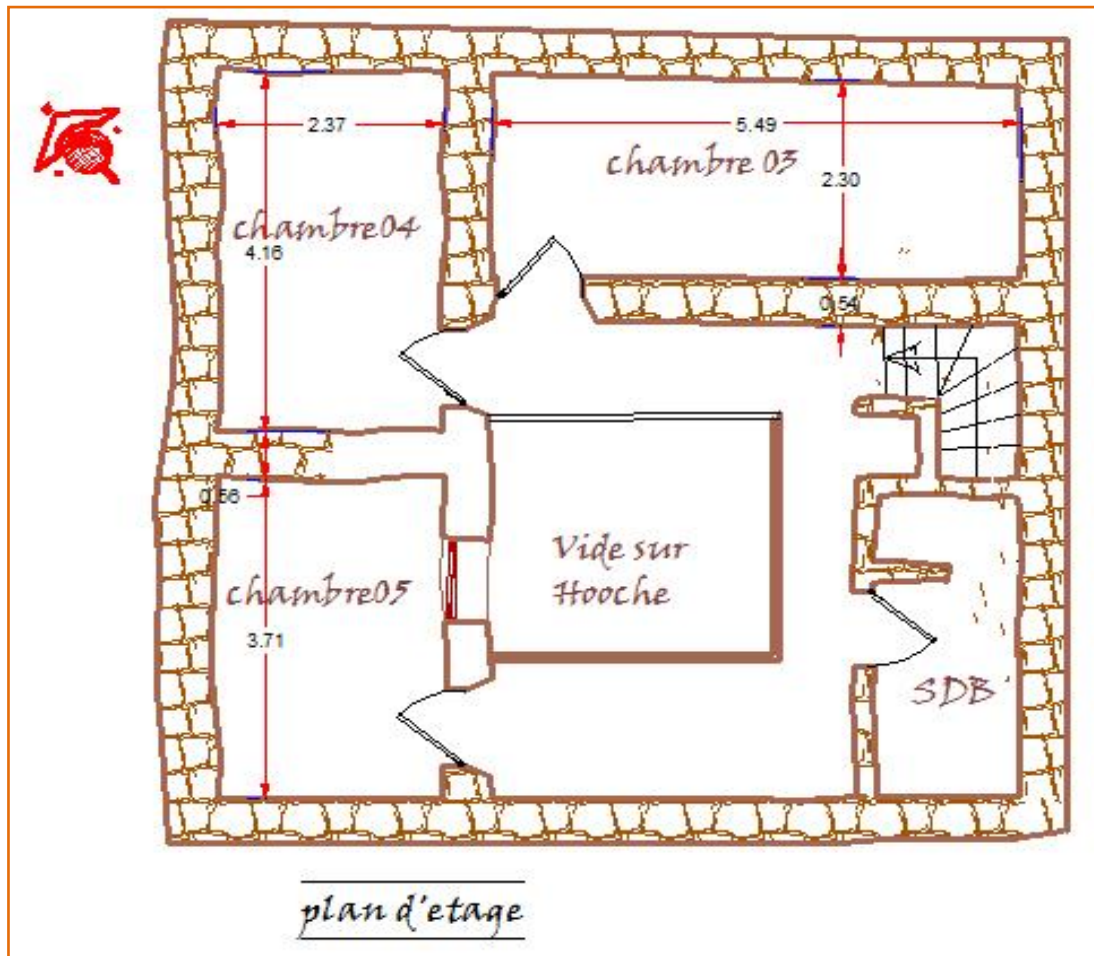 2.37
5.49
chambre 03
2.30
chambre04
4.16
0.54
0.56
Vide sur
Hooche
chambre05
3.71
SDB
plan d'etage